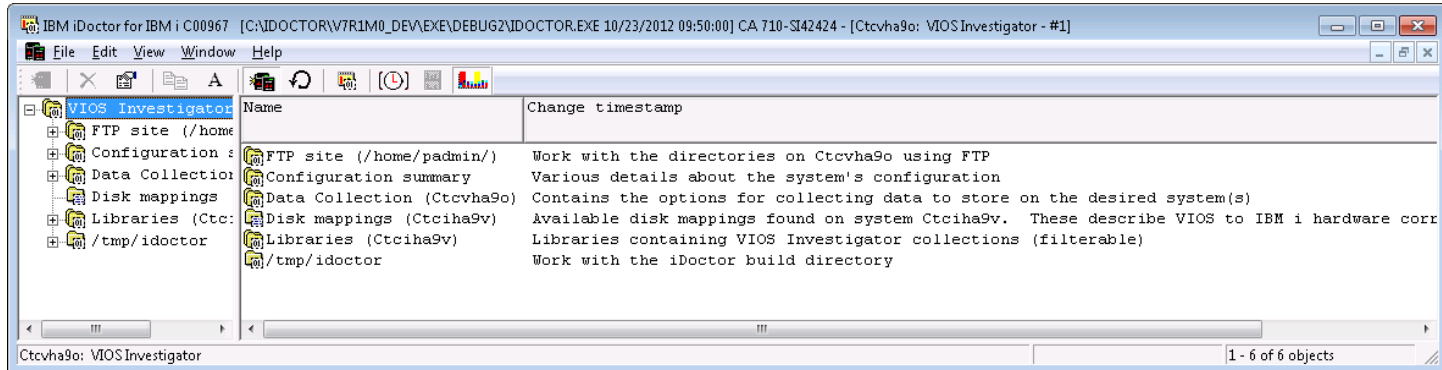 IBM iDoctor for IBM i C00967 [C:\IDOCTOR\V7R1M0_DEV\EXE\DEBUG2\IDOCTOR.EXE 10/23/2012 09:50:00] CA 710-SI42424 - [Ctcvha9o: VIOS Investigator - #1]
File Edit View Window Help
A
VIOS Investigator
FTP site (/home
Configuration s
Data Collection
Disk mappings
Libraries (Ctc:
/tmp/idoctor
Name Change timestamp
FTP site (/home/padmin/) Work with the directories on Ctcvha9o using FTP
Configuration summary Various details about the system's configuration
Data Collection (Ctcvha9o) Contains the options for collecting data to store on the desired system(s)
Disk mappings (Ctciha9v) Available disk mappings found on system Ctciha9v. These describe VIOS to IBM i hardware corr
Libraries (Ctciha9v) Libraries containing VIOS Investigator collections (filterable)
/tmp/idoctor Work with the iDoctor build directory
Ctcvha9o: VIOS Investigator 1 - 6 of 6 objects